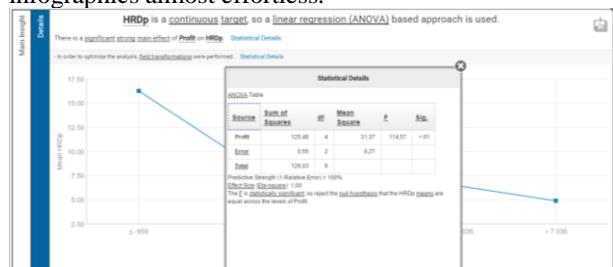 infographics almost effortless.
Main Insight
Details
HRDp is a continuous target, so a linear regression (ANOVA) based approach is used.
There is a significant strong main effect of Profit on HRDp. Statistical Details
- In order to optimize the analysis, field transformations were performed. Statistical Details
Statistical Details
ANOVA Table
Source Sum of Squares df Mean Square F Sig.
Profit 125,48 4 31,37 114,57 <,01
Error 0,55 2 0,27
Total 126,03 6
Predictive Strength (1-Relative Error) = 100%
Effect Size (Eta-square): 1,00
The F is statistically significant, so reject the null hypothesis that the HRDp means are
equal across the levels of Profit.
Mean HRDp
17.50
15.00
12.50
10.00
7.50
5.00
2.50
≤ -959
036
> 7 036